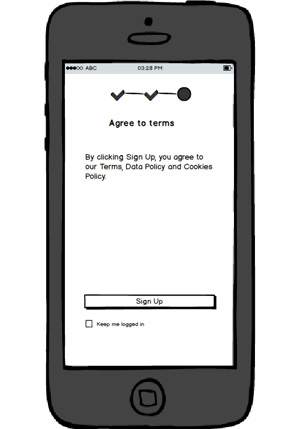 ABC 03:28 PM
Agree to terms
By clicking Sign Up, you agree to
our Terms, Data Policy and Cookies
Policy.
Sign Up
Keep me logged in